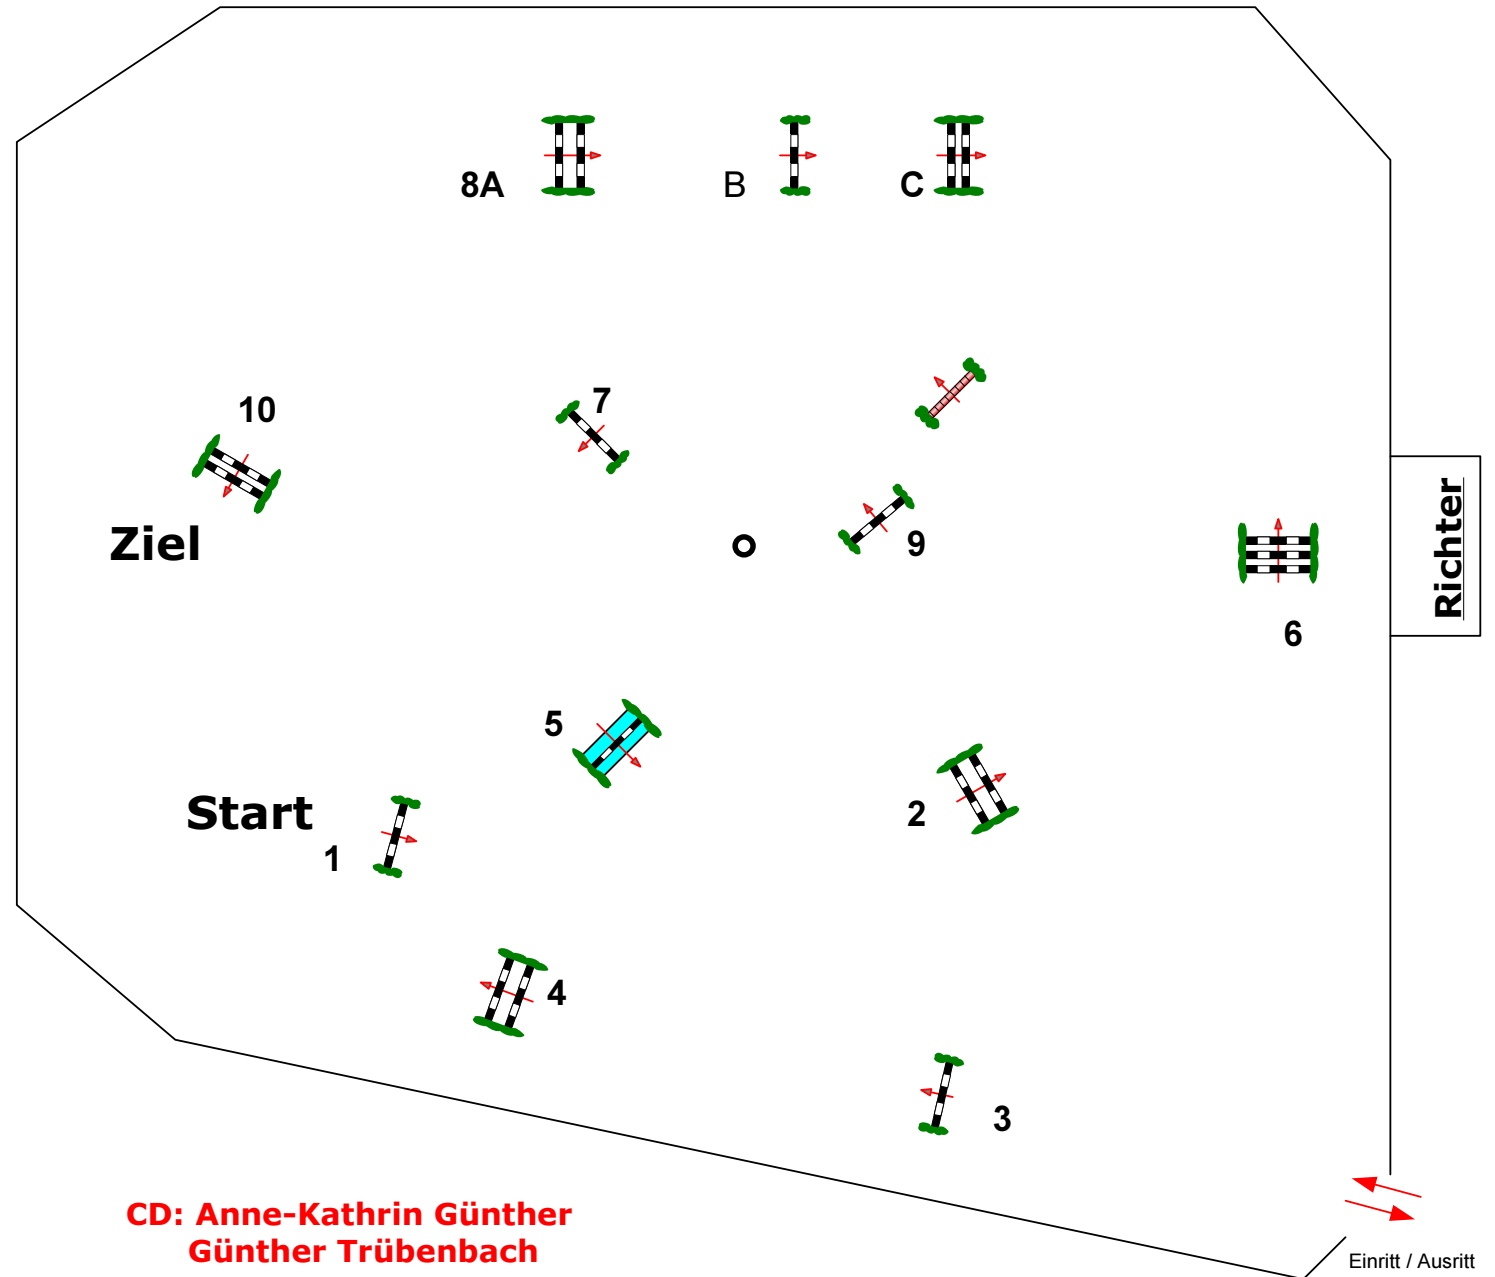 8A
B
C
10
7
Ziel
9
Richter
6
5
Start
2
1
4
3
CD: Anne-Kathrin Günther
Günther Trübenbach
Einritt / Ausritt